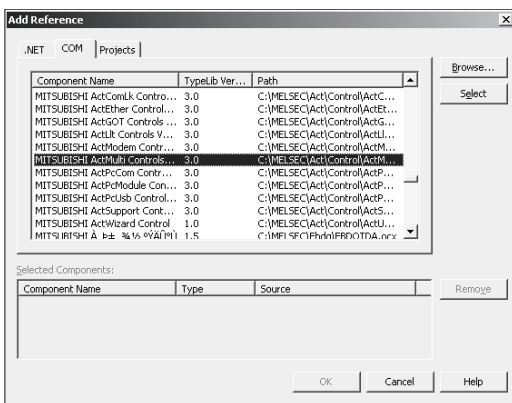 Add Reference
.NET COM Projects
Component Name TypeLib Ver... Path
MITSUBISHI ActComLk Contro... 3.0 C:\MELSEC\Act\Control\ActC...
MITSUBISHI ActEther Control... 3.0 C:\MELSEC\Act\Control\ActEt...
MITSUBISHI ActGOT Controls ... 3.0 C:\MELSEC\Act\Control\ActG...
MITSUBISHI ActLlt Controls V... 3.0 C:\MELSEC\Act\Control\ActLl...
MITSUBISHI ActModem Contr... 3.0 C:\MELSEC\Act\Control\ActM...
MITSUBISHI ActMulti Controls... 3.0 C:\MELSEC\Act\Control\ActM...
MITSUBISHI ActPcCom Contr... 3.0 C:\MELSEC\Act\Control\ActP...
MITSUBISHI ActPcModule Con... 3.0 C:\MELSEC\Act\Control\ActP...
MITSUBISHI ActPcUsb Control... 3.0 C:\MELSEC\Act\Control\ActP...
MITSUBISHI ActSupport Cont... 3.0 C:\MELSEC\Act\Control\ActS...
MITSUBISHI ActWizard Control 1.0 C:\MELSEC\Act\Control\ActU...
MITSUBISHI 1.5
Browse...
Select
Selected Components:
Component Name Type Source
Remove
OK Cancel Help